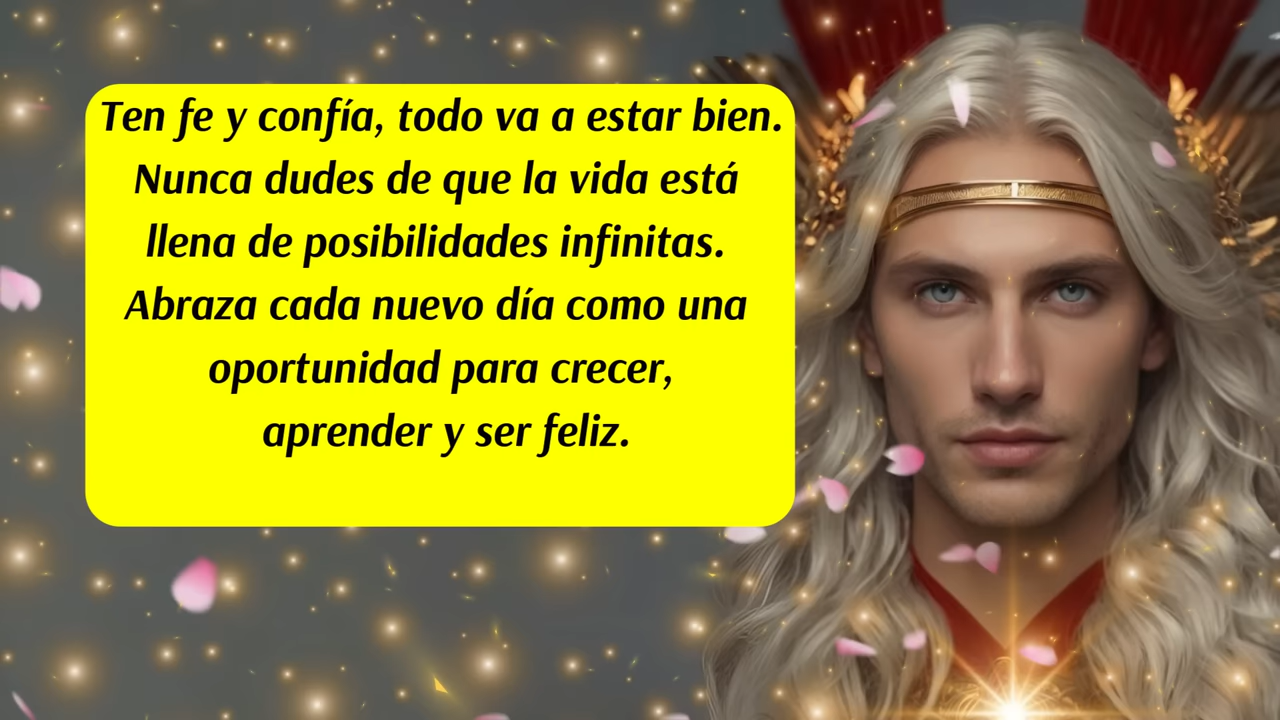 Ten fe y confía, todo va a estar bien.
Nunca dudes de que la vida está
llena de posibilidades infinitas.
Abraza cada nuevo día como una
oportunidad para crecer,
aprender y ser feliz.